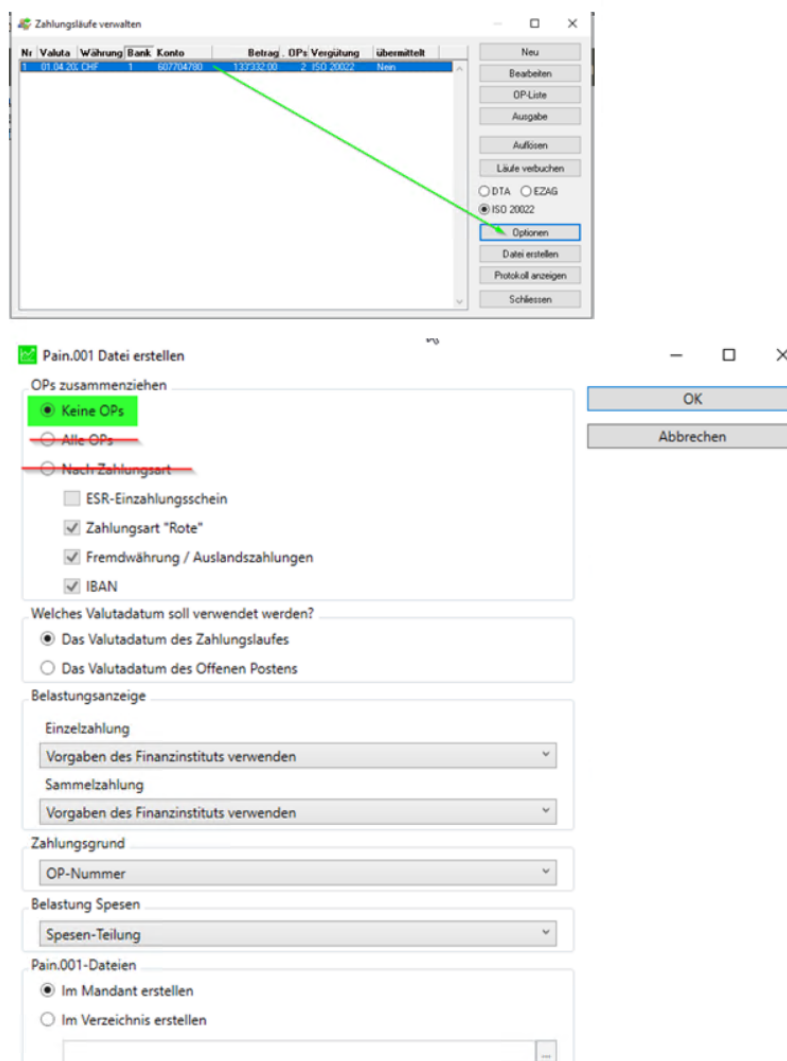 Zahlungsläufe verwalten
Nr Valuta Währung Bank Konto Betrag . OPs Vergütung übermittelt
1 01.04.202 CHF 1 607704780 133'332.00 2 ISO 20022 Nein
Neu
Bearbeiten
OP-Liste
Ausgabe
Auflösen
Läufe verbuchen
DTA EZAG
ISO 20022
Optionen
Datei erstellen
Protokoll anzeigen
Schliessen
Pain.001 Datei erstellen
OPs zusammenziehen
Keine OPs
Alle OPs
Nach Zahlungsart
ESR-Einzahlungsschein
Zahlungsart "Rote"
Fremdwährung / Auslandszahlungen
IBAN
OK
Abbrechen
Welches Valutadatum soll verwendet werden?
Das Valutadatum des Zahlungslaufes
Das Valutadatum des Offenen Postens
Belastungsanzeige
Einzelzahlung
Vorgaben des Finanzinstituts verwenden
Sammelzahlung
Vorgaben des Finanzinstituts verwenden
Zahlungsgrund
OP-Nummer
Belastung Spesen
Spesen-Teilung
Pain.001-Dateien
Im Mandant erstellen
Im Verzeichnis erstellen
...